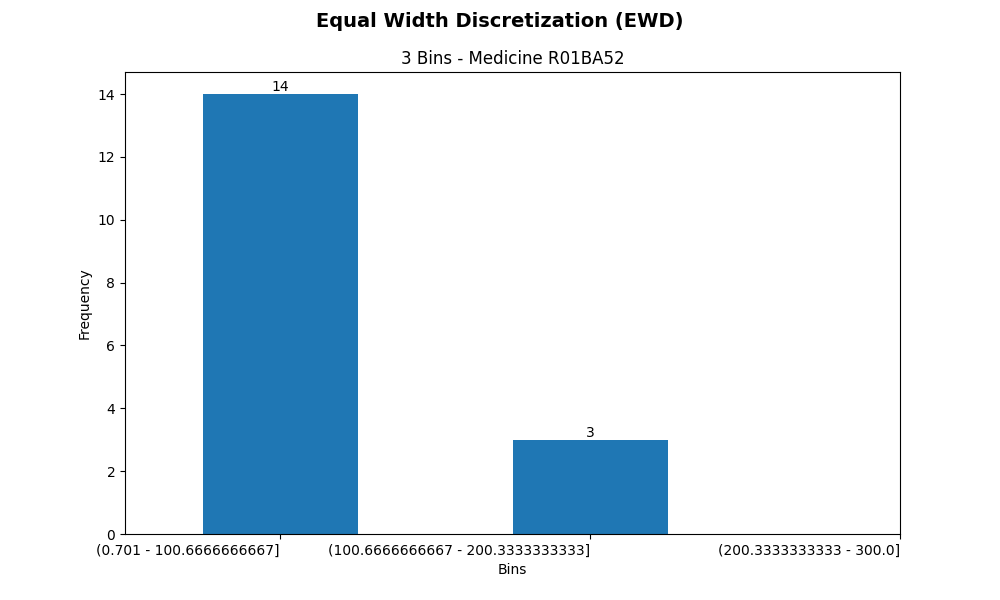 Equal Width Discretization (EWD)
3 Bins - Medicine R01BA52
14
3
14
12
10
8
6
4
2
0
Frequency
(0.701 - 100.6666666667]
(100.6666666667 - 200.3333333333]
(200.3333333333 - 300.0]
Bins